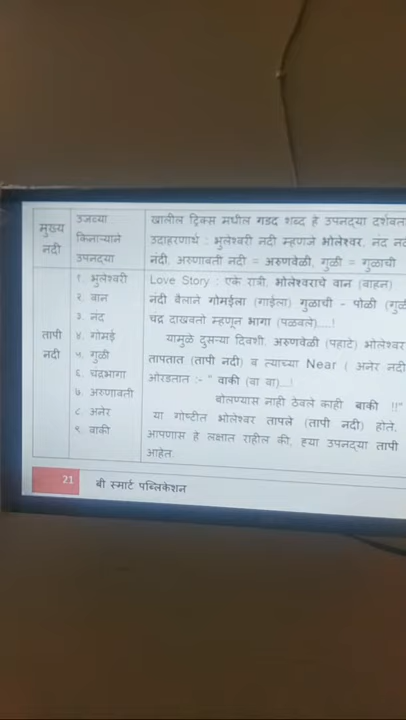 मुख्य नदी
उजव्या किनाऱ्याने उपनद्या
खालील ट्रिक्स मधील गडद शब्द हे उपनद्या दर्शवतात
उदाहरणार्थ : भुलेश्वरी नदी म्हणजे भोलेश्वर, नंद नदी
नंदी, अरुणावती नदी = अरुणवेळी, गुळी = गुळाची
तापी नदी
१. भुलेश्वरी
२. वान
३. नंद
४. गोमई
५. गुळी
६. चंद्रभागा
७. अरुणावती
८. अनेर
९. वाकी
Love Story : एके रात्री, भोलेश्वराचे वान (वाहन)
नंदी बैलाने गोमईला (गाईला) गुळाची - पोळी (गुळी
चंद्र दाखवतो म्हणून भागा (पळवले)....!
यामुळे दुसऱ्या दिवशी, अरुणवेळी (पहाटे) भोलेश्वर
तापतात (तापी नदी) व त्याच्या Near ( अनेर नदी
ओरडतात :- " वाकी (वा वा)...!
बोलण्यास नाही ठेवले काही बाकी !!"
या गोष्टीत भोलेश्वर तापले (तापी नदी) होते.
आपणास हे लक्षात राहील की, ह्या उपनद्या तापी
आहेत.
21
बी स्मार्ट पब्लिकेशन